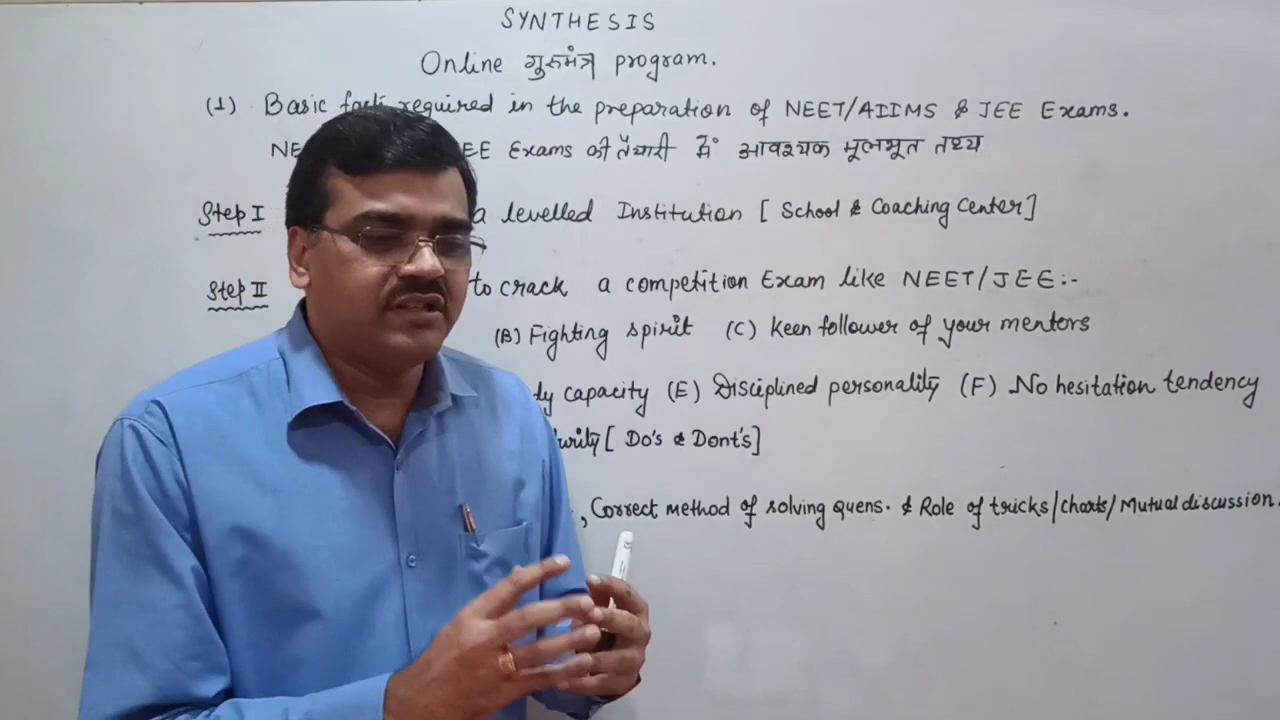 SYNTHESIS
Online गुरुमंत्र program.
(1) Basic required in the preparation of NEET/AIIMS & JEE Exams.
Exams की तैयारी में आवश्यक मूलभूत तथ्य
Step I a levelled Institution [School & Coaching Center]
Step II to crack a competition Exam like NEET/JEE:-
(B) Fighting spirit (C) Keen follower of your mentors
capacity (E) Disciplined personality (F) No hesitation tendency
[Do's & Dont's]
, Correct method of solving quens. & Role of tricks/charts/Mutual discussion.